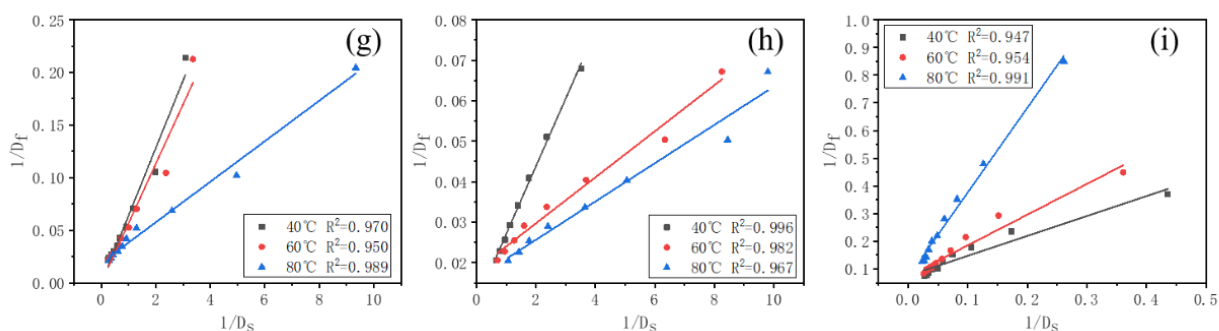 (g)
0.25
0.20
0.15
0.10
0.05
0.00
1/Df
40℃ R²=0.970
60℃ R²=0.950
80℃ R²=0.989
0 2 4 6 8 10
1/Ds
(h)
0.08
0.07
0.06
0.05
0.04
0.03
0.02
1/Df
40℃ R²=0.996
60℃ R²=0.982
80℃ R²=0.967
0 2 4 6 8 10
1/Ds
(i)
1.0
0.9
0.8
0.7
0.6
0.5
0.4
0.3
0.2
0.1
1/Df
40℃ R²=0.947
60℃ R²=0.954
80℃ R²=0.991
0.0 0.1 0.2 0.3 0.4 0.5
1/Ds